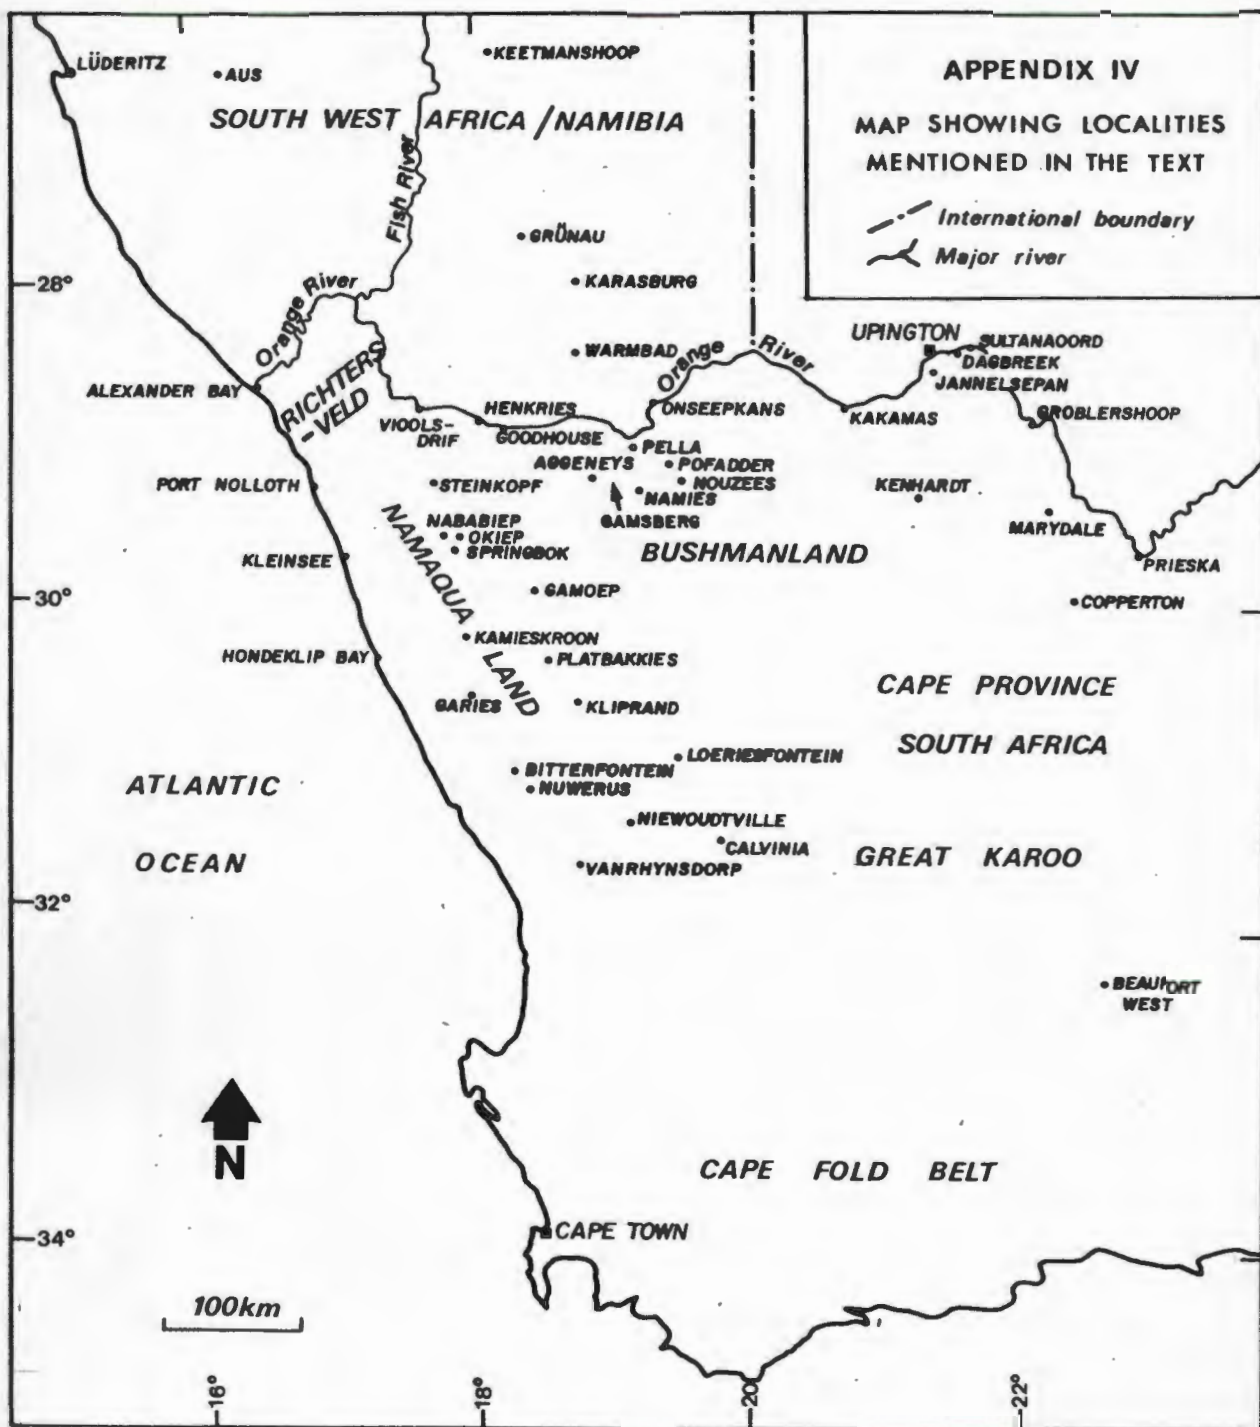 APPENDIX IV
MAP SHOWING LOCALITIES
MENTIONED IN THE TEXT
International boundary
Major river
LÜDERITZ
AUS
KEETMANSHOOP
SOUTH WEST AFRICA / NAMIBIA
Fish River
GRÜNAU
28°
KARASBURG
Orange River
WARMBAD
Orange River
UPINGTON
SULTANAOORD
DAGBREEK
JANNELSEPAN
ALEXANDER BAY
RICHTERS
-VELD
VIOOLS-
DRIF
HENKRIES
GOODHOUSE
ONSEEPKANS
KAKAMAS
GROBLERSHOOP
PELLA
AGGENEYS
POFADDER
NOUZEES
NAMIES
GAMSBERG
KENHARDT
MARYDALE
PORT NOLLOTH
STEINKOPF
NABABIEP
OKIEP
SPRINGBOK
NAMAQUA
LAND
BUSHMANLAND
KLEINSEE
PRIESKA
30°
GAMOEP
COPPERTON
KAMIESKROON
HONDEKLIP BAY
PLATBAKKIES
GARIES
KLIPRAND
CAPE PROVINCE
SOUTH AFRICA
LOERIESFONTEIN
BITTERFONTEIN
NUWERUS
ATLANTIC
OCEAN
NIEWOUDTVILLE
CALVINIA
VANRHYNSDORP
GREAT KAROO
32°
BEAUFORT
WEST
N
CAPE FOLD BELT
34°
CAPE TOWN
100km
16°
18°
20°
22°